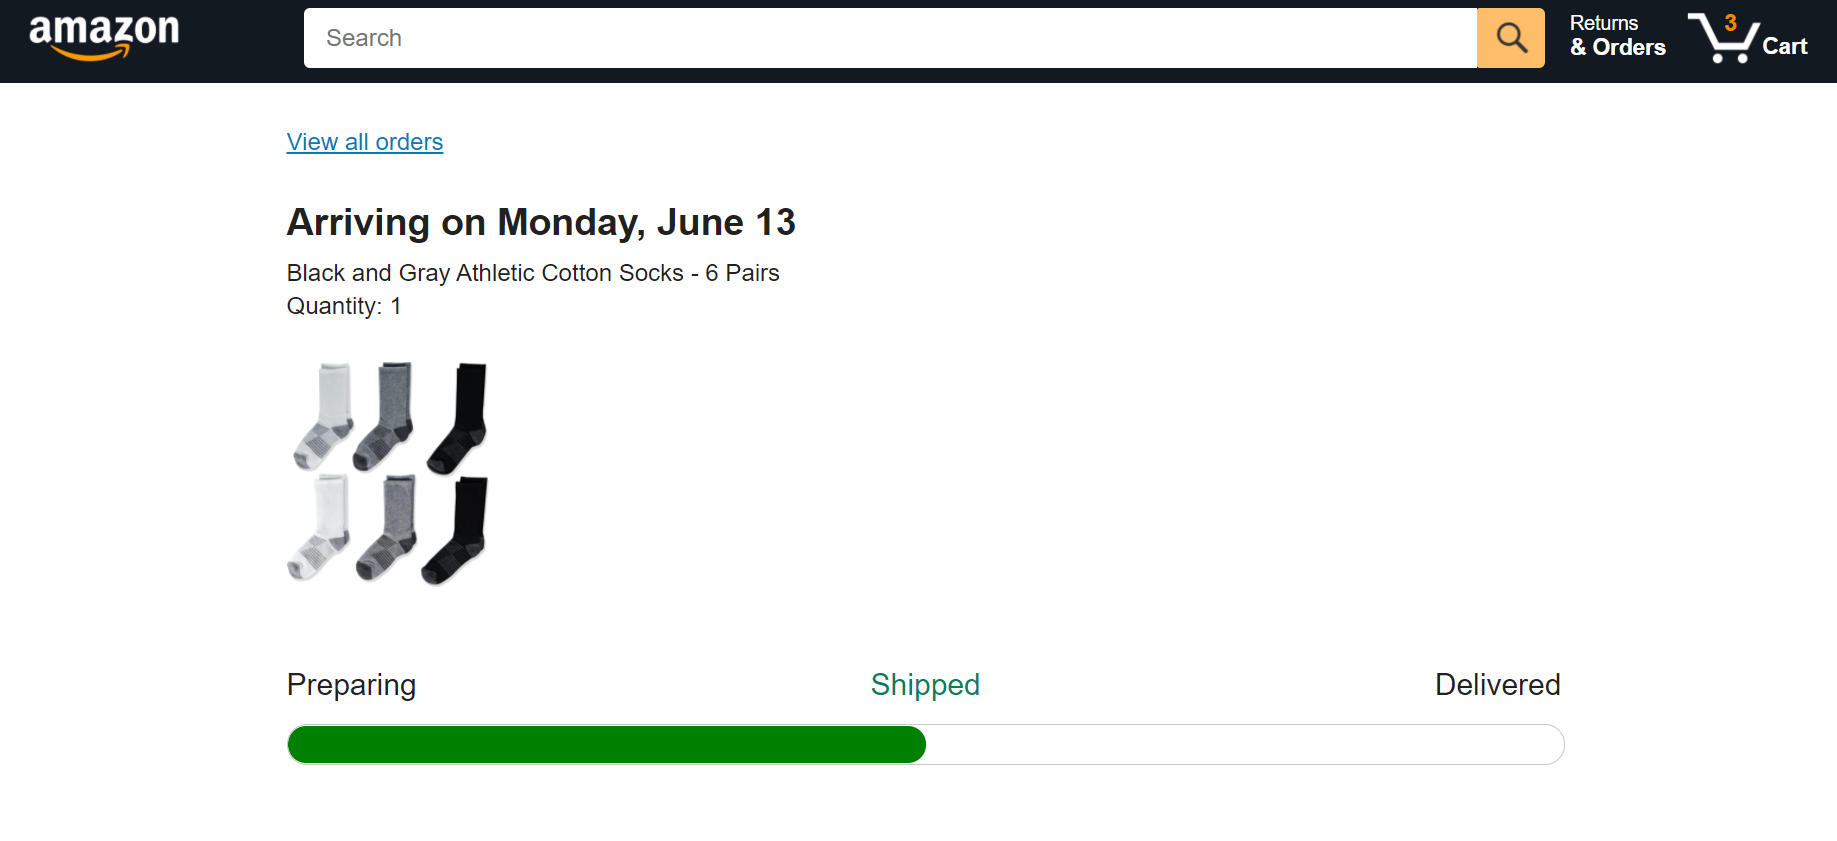 amazon
Search
Returns
& Orders
3
Cart
View all orders
Arriving on Monday, June 13
Black and Gray Athletic Cotton Socks - 6 Pairs
Quantity: 1
Preparing
Shipped
Delivered